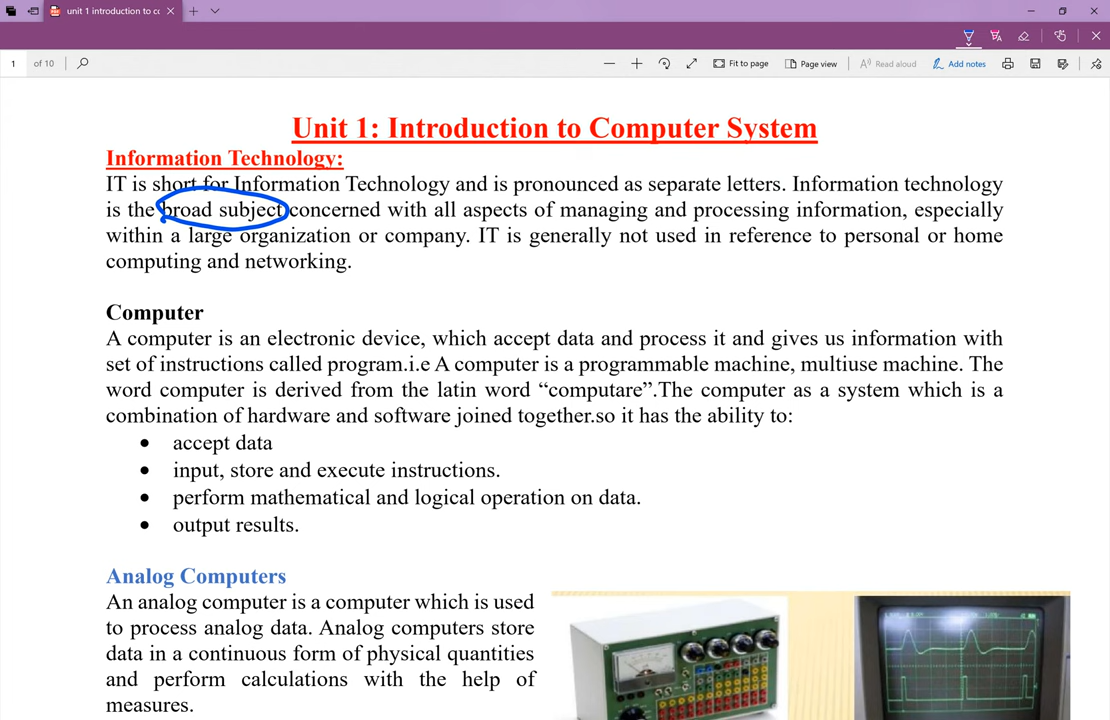 unit 1 introduction to cc
1 of 10 Fit to page Page view Read aloud Add notes
Unit 1: Introduction to Computer System
Information Technology:
IT is short for Information Technology and is pronounced as separate letters. Information technology
is the broad subject concerned with all aspects of managing and processing information, especially
within a large organization or company. IT is generally not used in reference to personal or home
computing and networking.
Computer
A computer is an electronic device, which accept data and process it and gives us information with
set of instructions called program.i.e A computer is a programmable machine, multiuse machine. The
word computer is derived from the latin word “computare”.The computer as a system which is a
combination of hardware and software joined together.so it has the ability to:
• accept data
• input, store and execute instructions.
• perform mathematical and logical operation on data.
• output results.
Analog Computers
An analog computer is a computer which is used
to process analog data. Analog computers store
data in a continuous form of physical quantities
and perform calculations with the help of
measures.